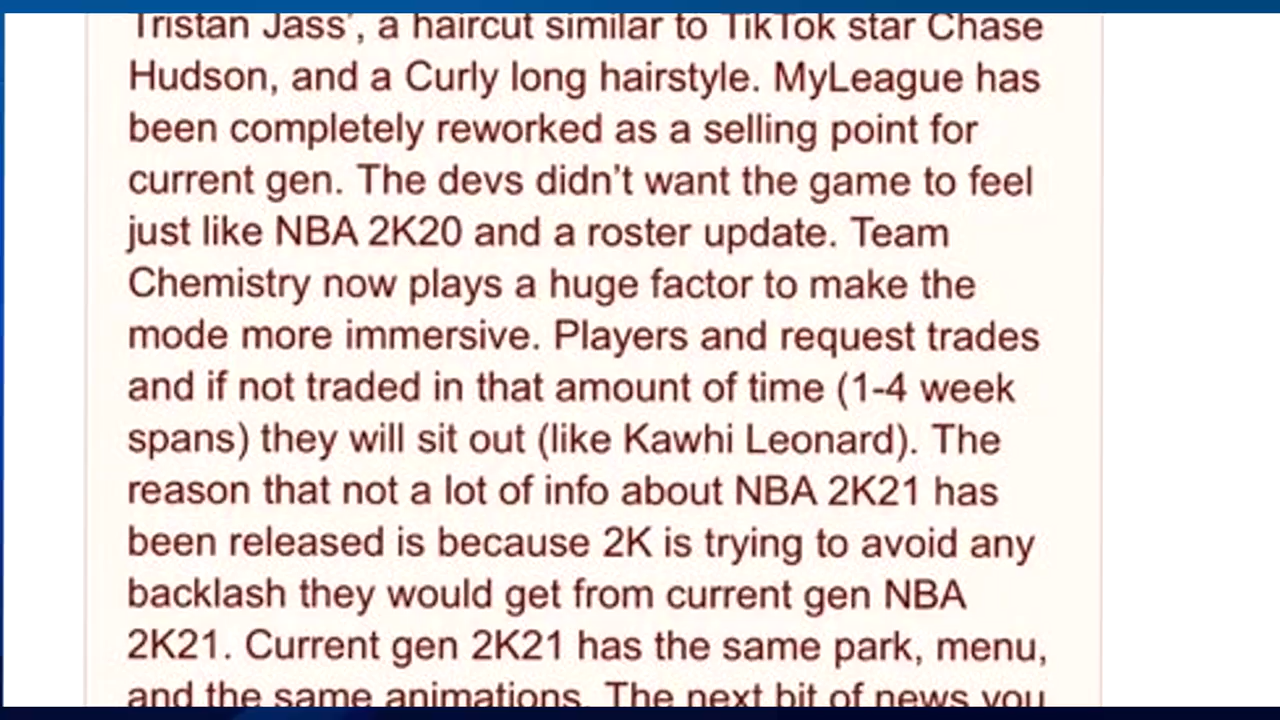 Tristan Jass', a haircut similar to TikTok star Chase
Hudson, and a Curly long hairstyle. MyLeague has
been completely reworked as a selling point for
current gen. The devs didn't want the game to feel
just like NBA 2K20 and a roster update. Team
Chemistry now plays a huge factor to make the
mode more immersive. Players and request trades
and if not traded in that amount of time (1-4 week
spans) they will sit out (like Kawhi Leonard). The
reason that not a lot of info about NBA 2K21 has
been released is because 2K is trying to avoid any
backlash they would get from current gen NBA
2K21. Current gen 2K21 has the same park, menu,
and the same animations. The next bit of news you